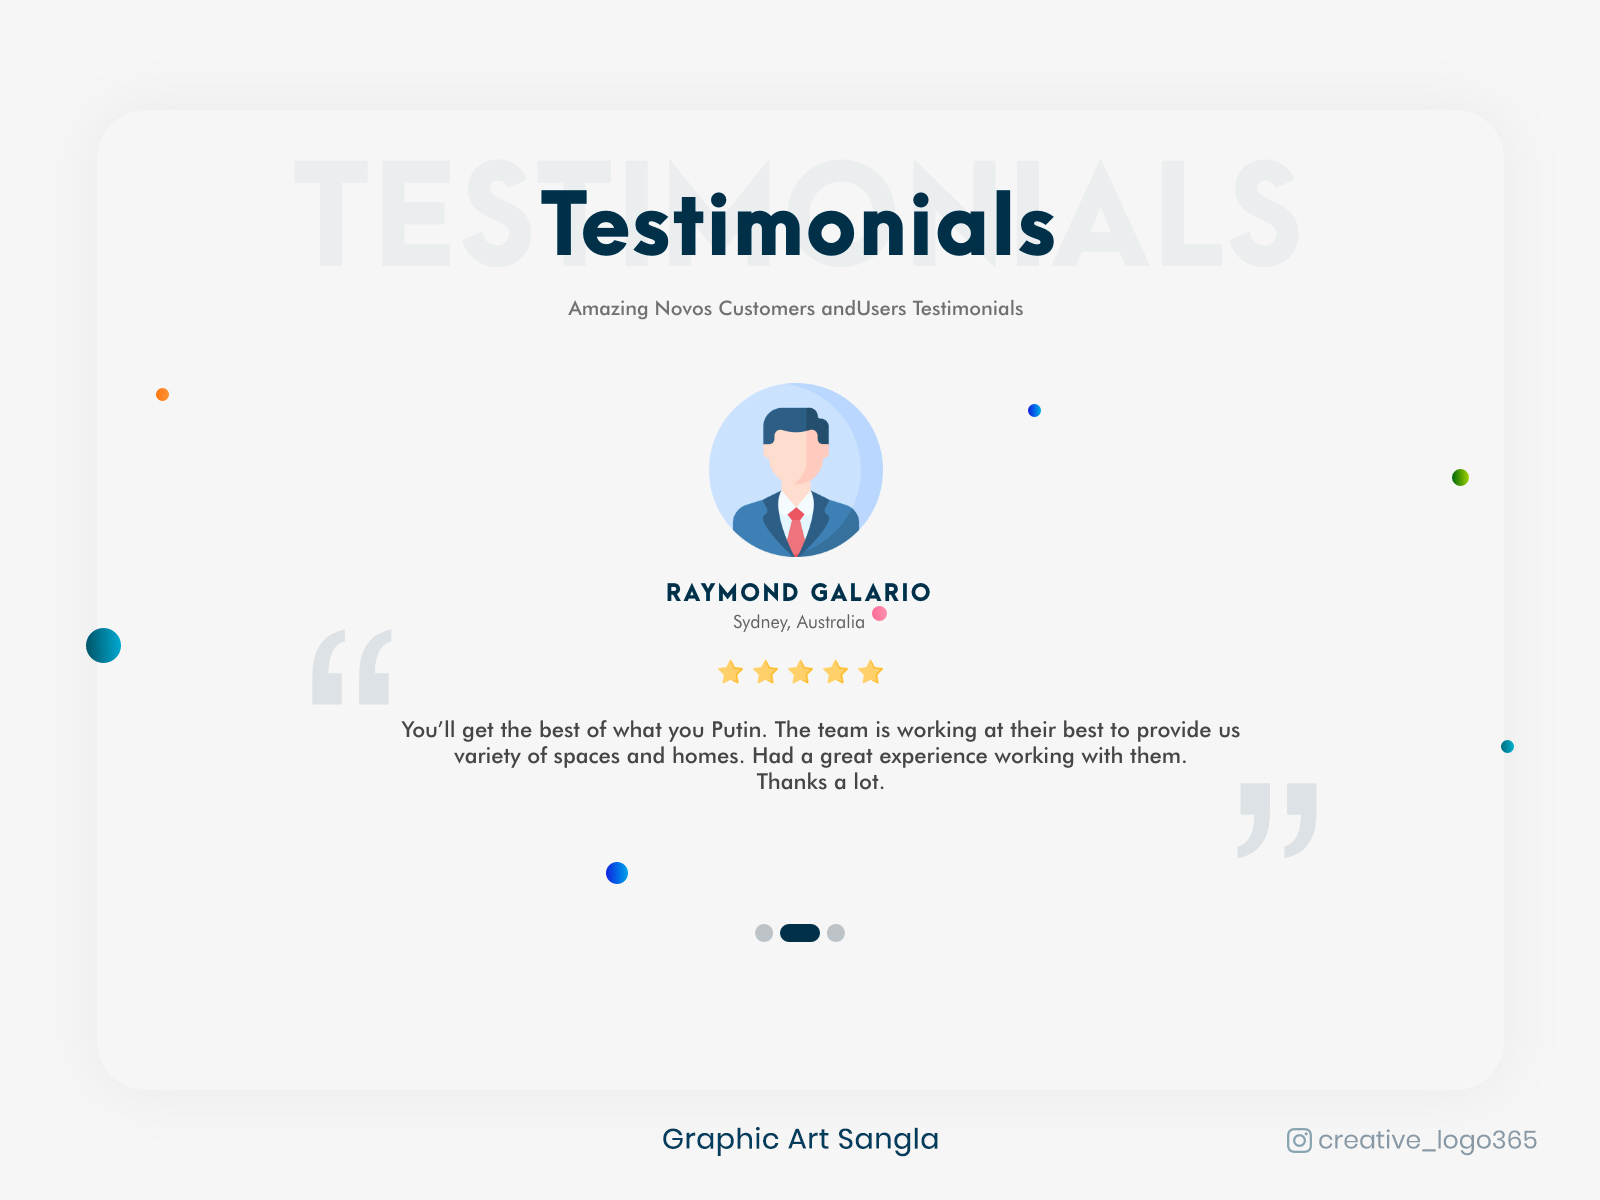 TESTIMONIALS
Testimonials
Amazing Novos Customers andUsers Testimonials
RAYMOND GALARIO
Sydney, Australia
“
You’ll get the best of what you Putin. The team is working at their best to provide us
variety of spaces and homes. Had a great experience working with them.
Thanks a lot.
”
Graphic Art Sangla
creative_logo365